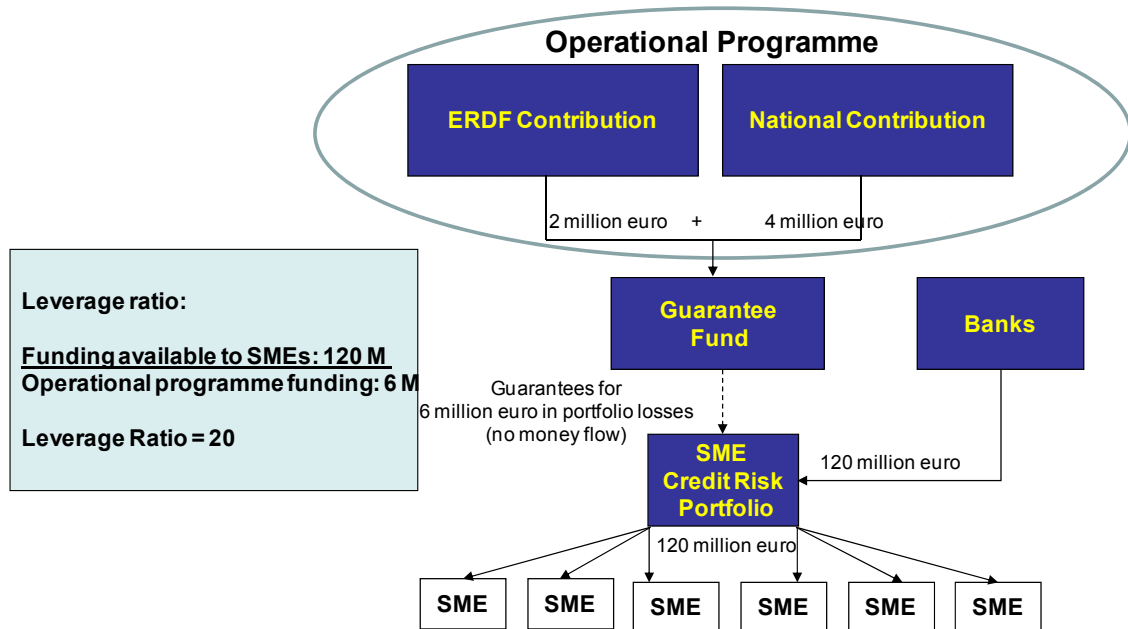 Operational Programme
ERDF Contribution
National Contribution
2 million euro + 4 million euro
Leverage ratio:
Funding available to SMEs: 120 M
Operational programme funding: 6 M
Leverage Ratio = 20
Guarantee
Fund
Banks
Guarantees for
6 million euro in portfolio losses
(no money flow)
SME
Credit Risk
Portfolio
120 million euro
120 million euro
SME
SME
SME
SME
SME
SME